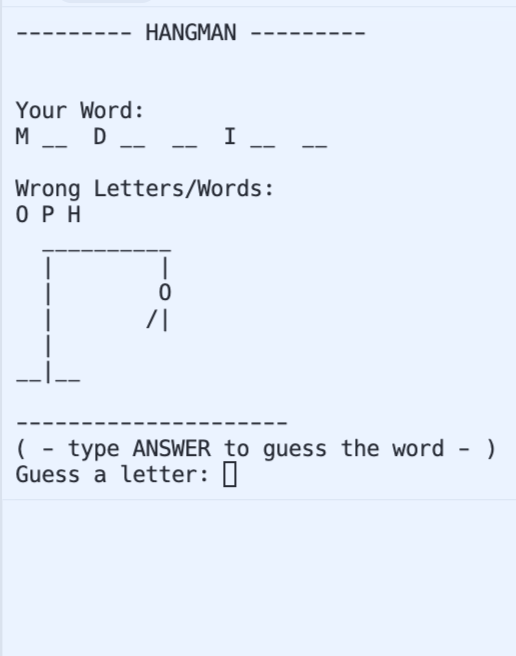 --------- HANGMAN ---------
Your Word:
M __ D __ __ I __ __
Wrong Letters/Words:
O P H
__________
| |
| O
| /|
|
__|__
---------------------
( - type ANSWER to guess the word - )
Guess a letter: